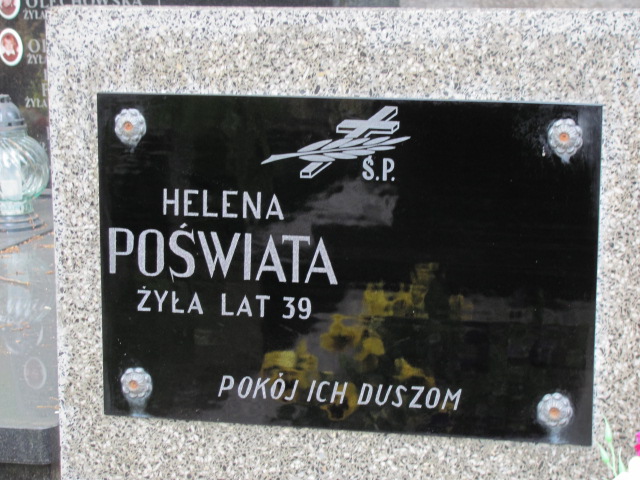 Ś.P.
HELENA
POŚWIATA
ŻYŁA LAT 39
POKÓJ ICH DUSZOM